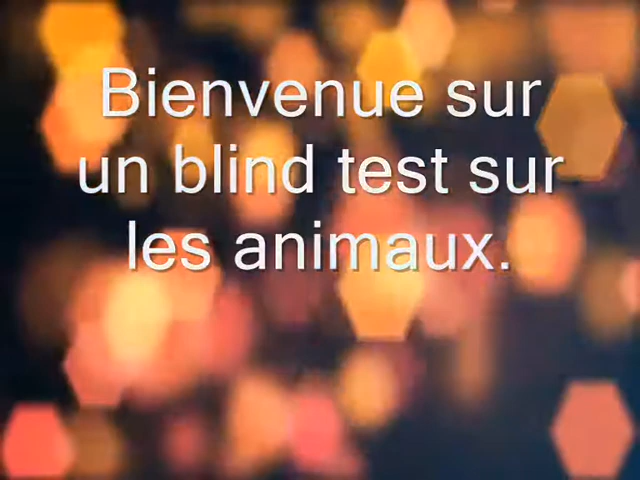 Bienvenue sur
un blind test sur
les animaux.